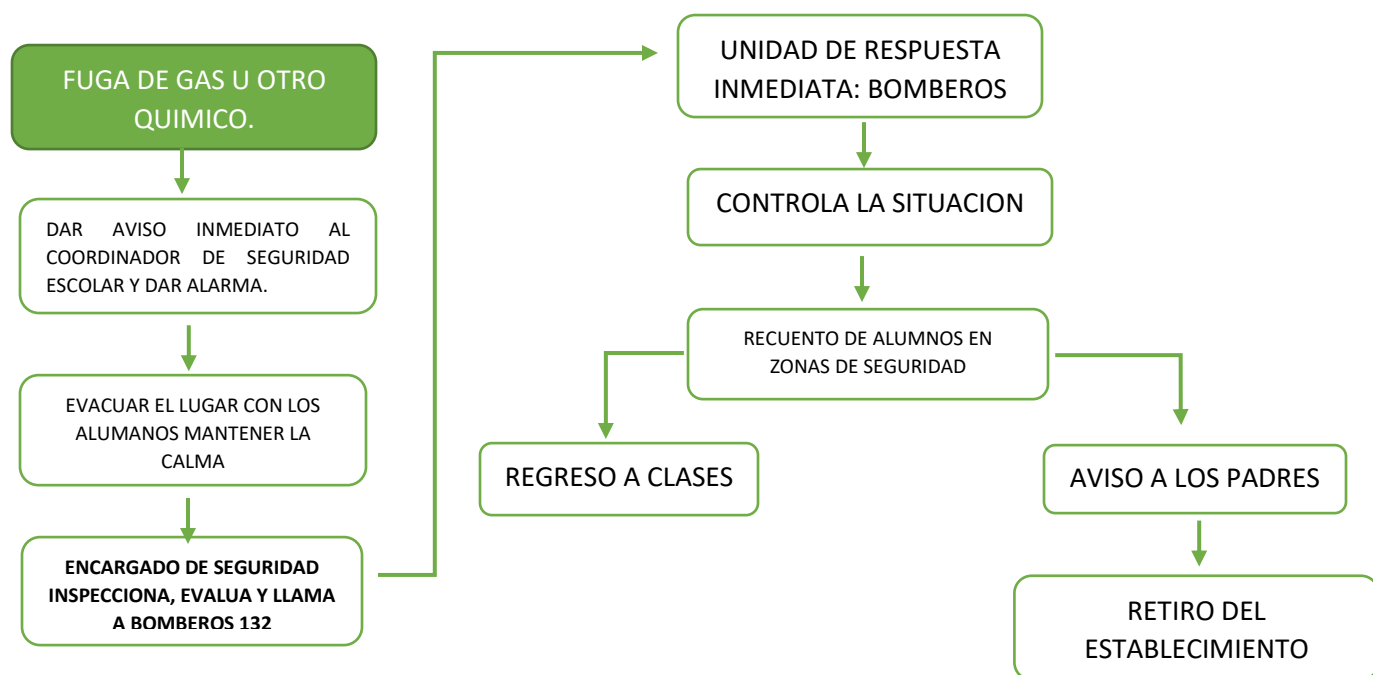 FUGA DE GAS U OTRO
QUIMICO.
DAR AVISO INMEDIATO AL
COORDINADOR DE SEGURIDAD
ESCOLAR Y DAR ALARMA.
EVACUAR EL LUGAR CON LOS
ALUMANOS MANTENER LA
CALMA
ENCARGADO DE SEGURIDAD
INSPECCIONA, EVALUA Y LLAMA
A BOMBEROS 132
UNIDAD DE RESPUESTA
INMEDIATA: BOMBEROS
CONTROLA LA SITUACION
RECUENTO DE ALUMNOS EN
ZONAS DE SEGURIDAD
REGRESO A CLASES
AVISO A LOS PADRES
RETIRO DEL
ESTABLECIMIENTO